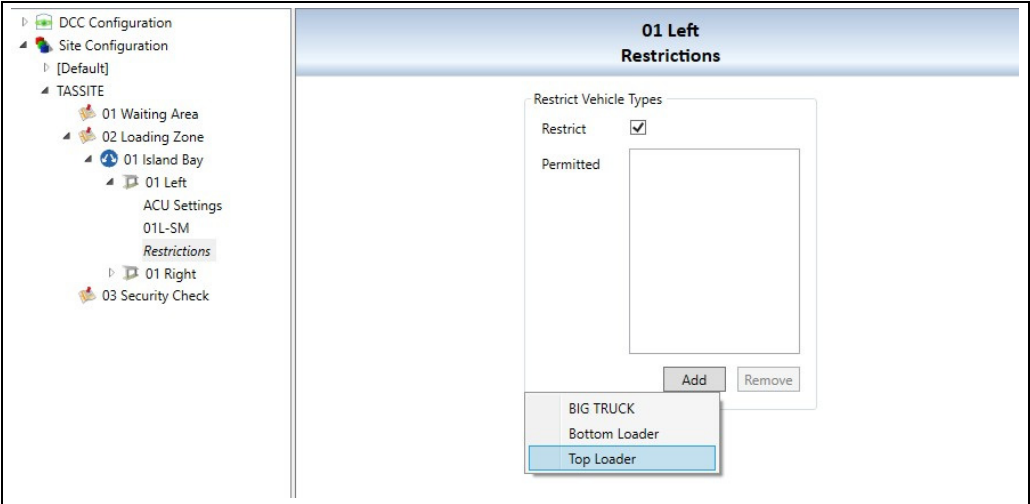 DCC Configuration
Site Configuration
[Default]
TASSITE
01 Waiting Area
02 Loading Zone
01 Island Bay
01 Left
ACU Settings
01L-SM
Restrictions
01 Right
03 Security Check
01 Left
Restrictions
Restrict Vehicle Types
Restrict
Permitted
Add Remove
BIG TRUCK
Bottom Loader
Top Loader